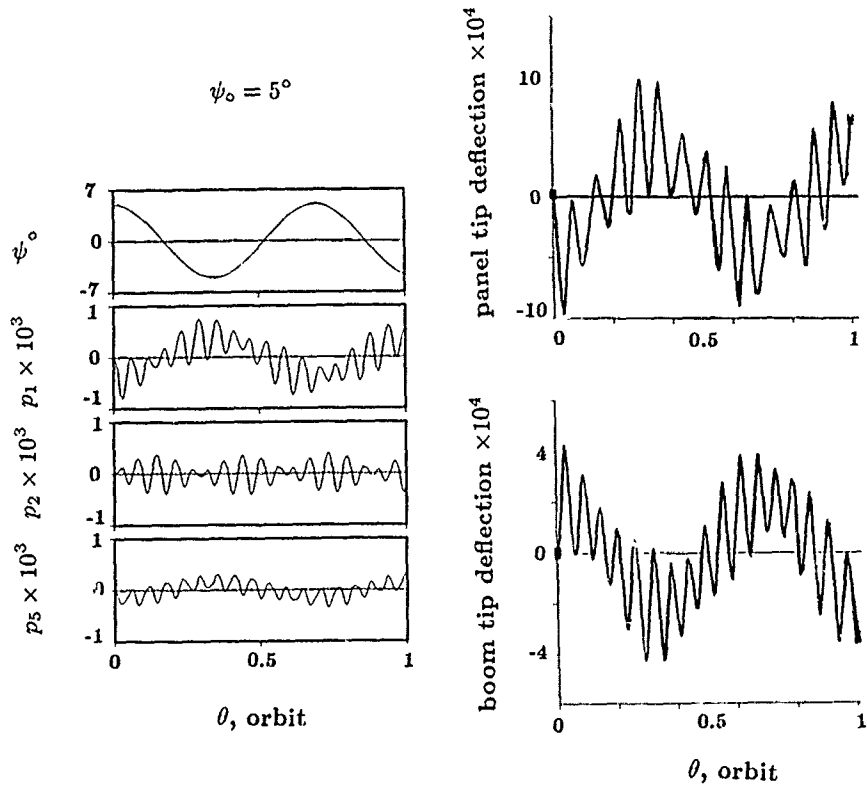 ψ₀ = 5°
ψ°
7
0
-7
p₁ × 10³
1
0
-1
p₂ × 10³
1
0
-1
p₅ × 10³
1
0
-1
0 0.5 1
θ, orbit
panel tip deflection ×10⁴
10
0
-10
0 0.5 1
boom tip deflection ×10⁴
4
0
-4
0 0.5 1
θ, orbit